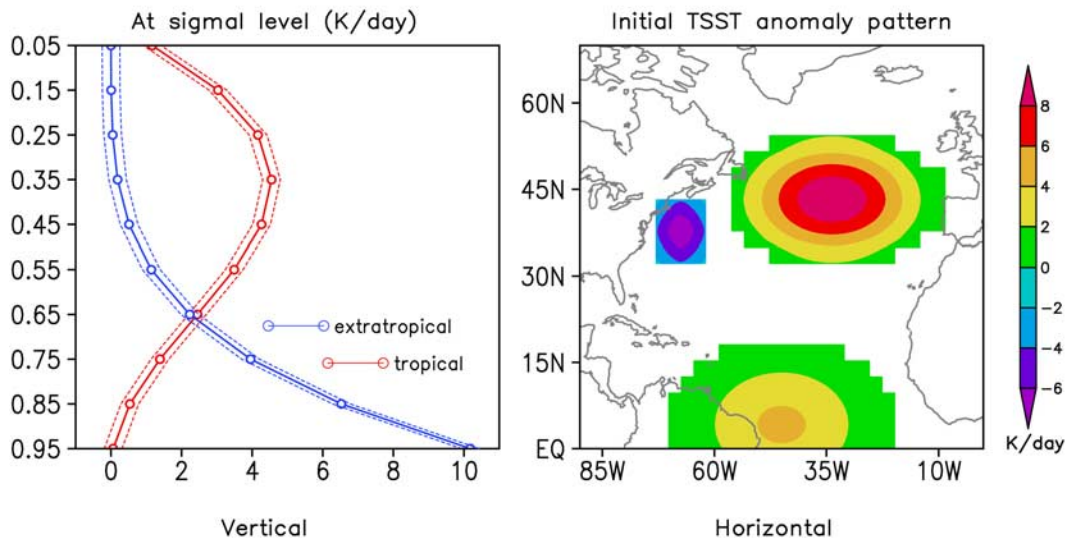 At sigmal level (K/day)
0.05
0.15
0.25
0.35
0.45
0.55
0.65
0.75
0.85
0.95
extratropical
tropical
0 2 4 6 8 10
Vertical
Initial TSST anomaly pattern
60N
45N
30N
15N
EQ
85W 60W 35W 10W
Horizontal
8
6
4
2
0
−2
−4
−6
K/day